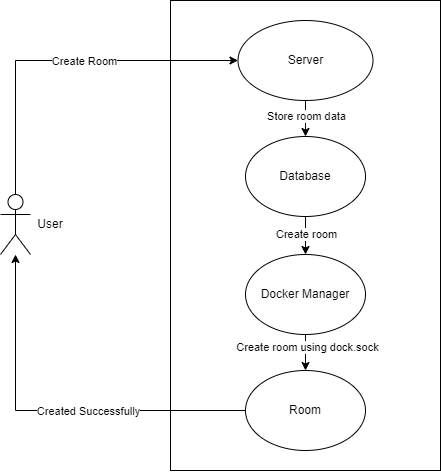 Create Room
Server
Store room data
Database
Create room
User
Docker Manager
Create room using dock.sock
Created Successfully
Room